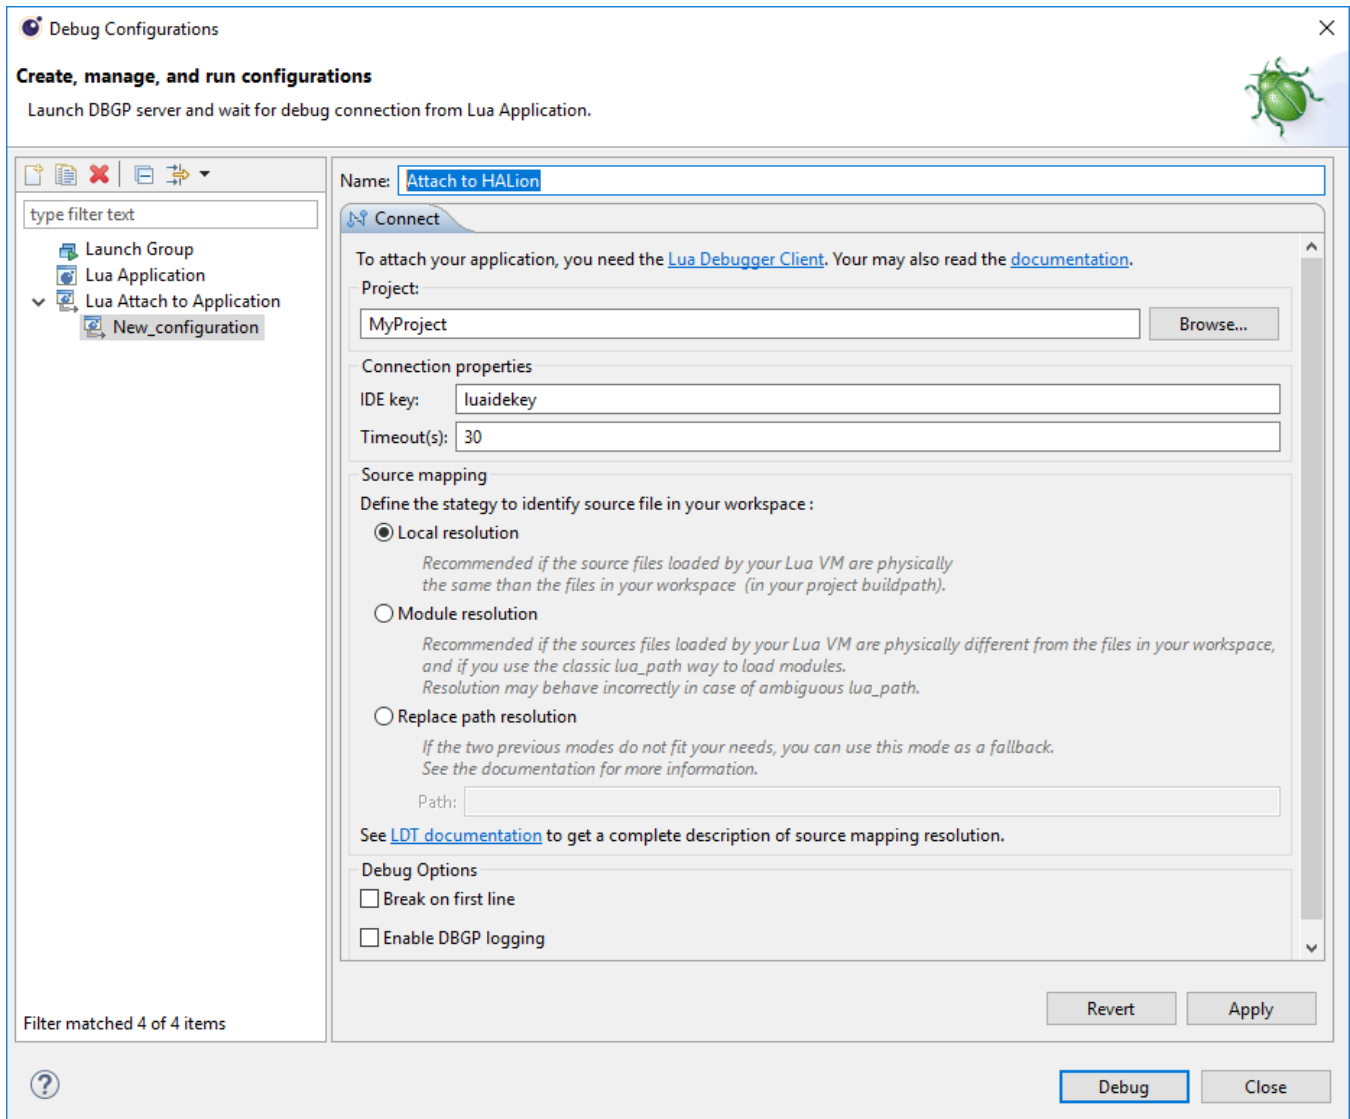 Debug Configurations
Create, manage, and run configurations
Launch DBGP server and wait for debug connection from Lua Application.
type filter text
Launch Group
Lua Application
Lua Attach to Application
New_configuration
Filter matched 4 of 4 items
Name: Attach to HALion
Connect
To attach your application, you need the Lua Debugger Client. Your may also read the documentation.
Project:
MyProject
Browse...
Connection properties
IDE key: luaidekey
Timeout(s): 30
Source mapping
Define the stategy to identify source file in your workspace :
Local resolution
Recommended if the source files loaded by your Lua VM are physically
the same than the files in your workspace (in your project buildpath).
Module resolution
Recommended if the sources files loaded by your Lua VM are physically different from the files in your workspace,
and if you use the classic lua_path way to load modules.
Resolution may behave incorrectly in case of ambiguous lua_path.
Replace path resolution
If the two previous modes do not fit your needs, you can use this mode as a fallback.
See the documentation for more information.
Path:
See LDT documentation to get a complete description of source mapping resolution.
Debug Options
Break on first line
Enable DBGP logging
Revert
Apply
?
Debug
Close